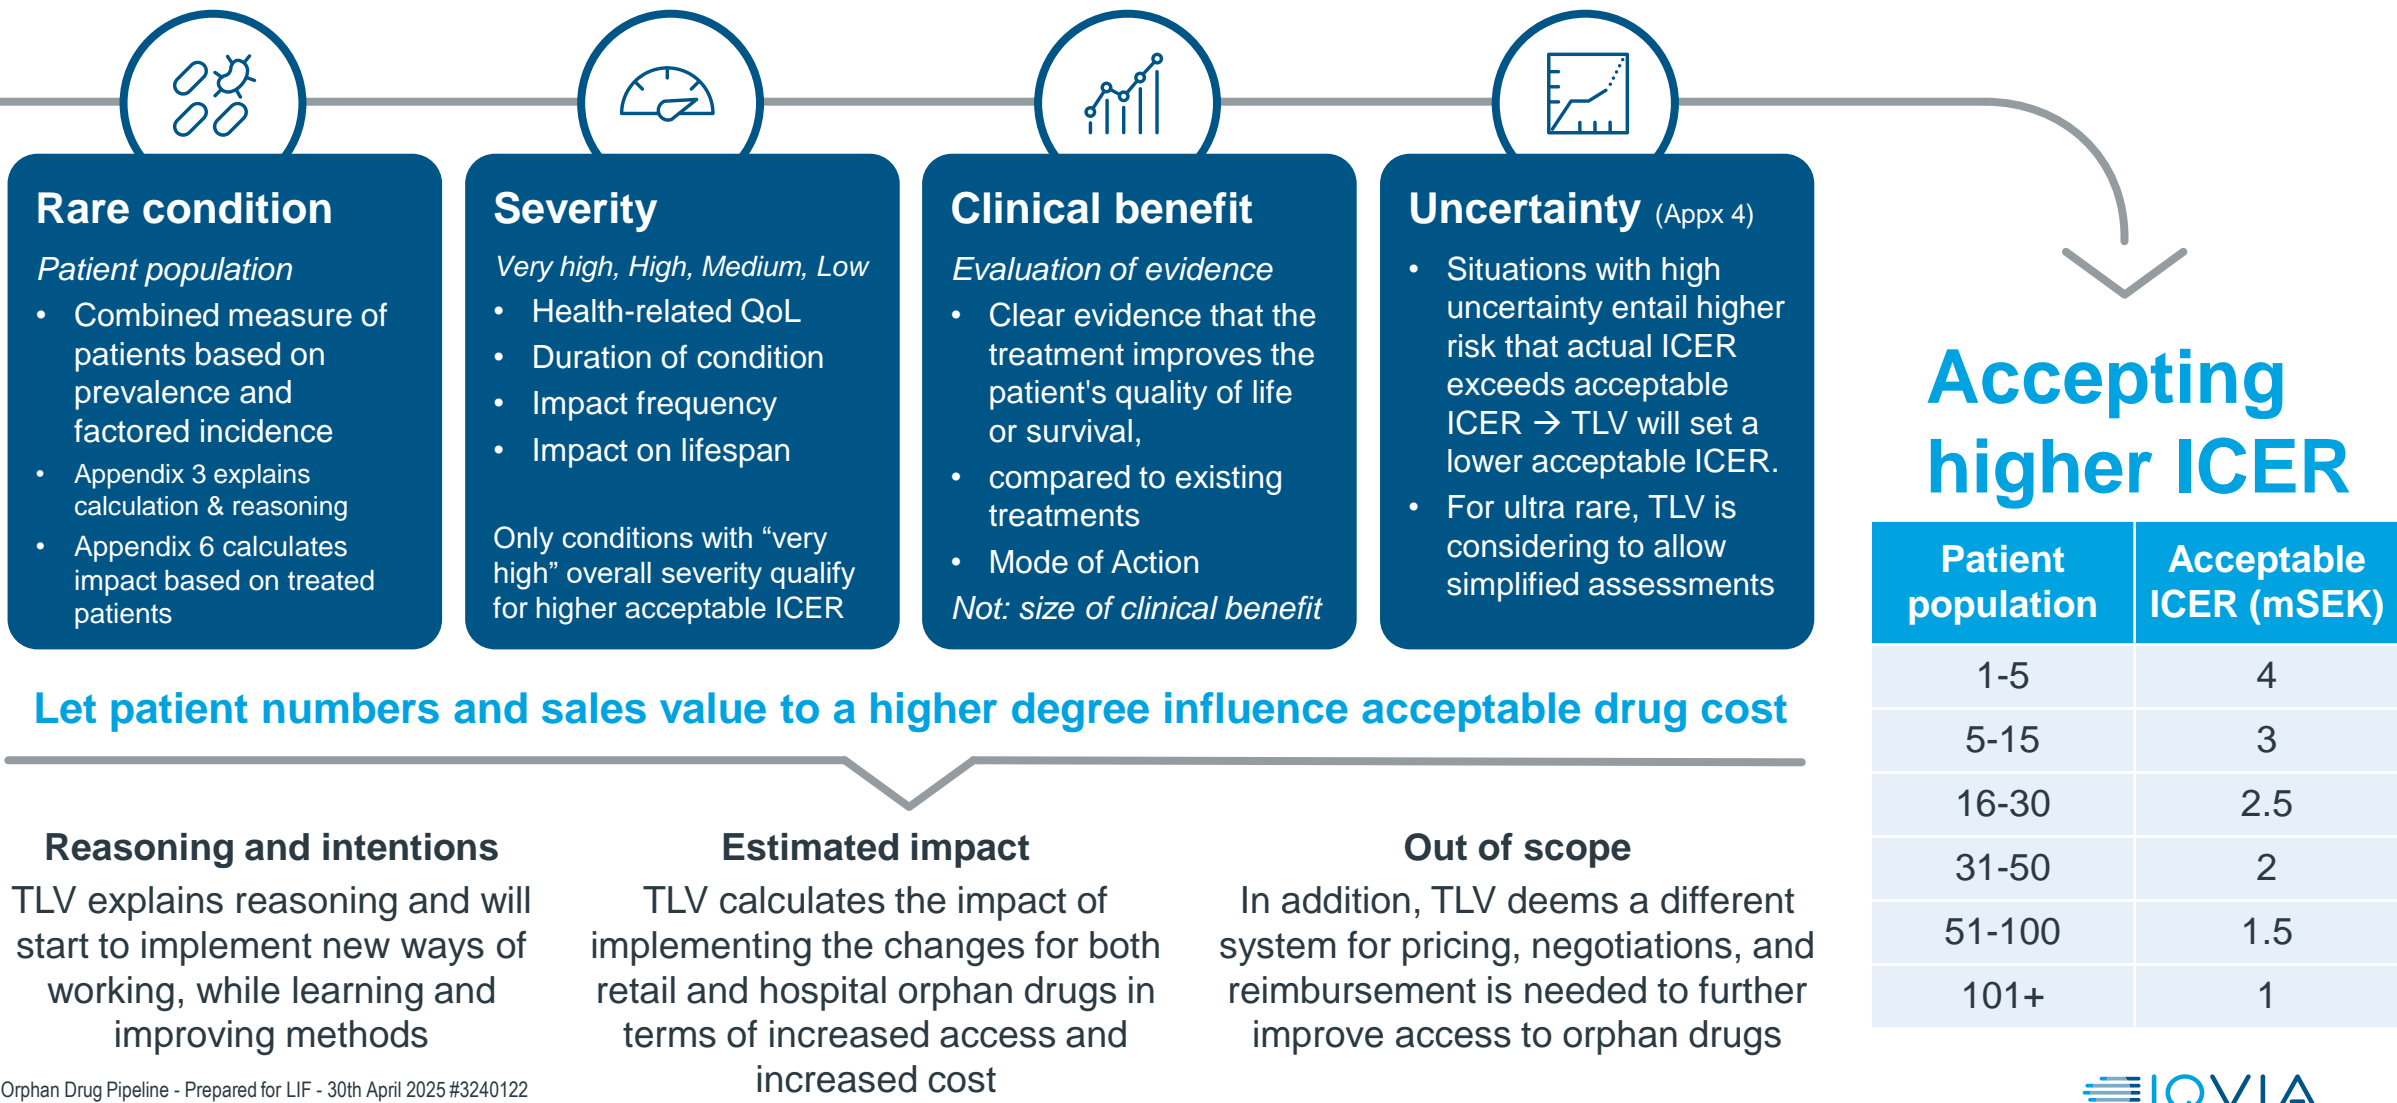 Rare condition
Patient population
• Combined measure of
patients based on
prevalence and
factored incidence
• Appendix 3 explains
calculation & reasoning
• Appendix 6 calculates
impact based on treated
patients
Severity
Very high, High, Medium, Low
• Health-related QoL
• Duration of condition
• Impact frequency
• Impact on lifespan
Only conditions with “very
high” overall severity qualify
for higher acceptable ICER
Clinical benefit
Evaluation of evidence
• Clear evidence that the
treatment improves the
patient's quality of life
or survival,
• compared to existing
treatments
• Mode of Action
Not: size of clinical benefit
Uncertainty (Appx 4)
• Situations with high
uncertainty entail higher
risk that actual ICER
exceeds acceptable
ICER → TLV will set a
lower acceptable ICER.
• For ultra rare, TLV is
considering to allow
simplified assessments
Accepting
higher ICER
Patient population Acceptable ICER (mSEK)
1-5 4
5-15 3
16-30 2.5
31-50 2
51-100 1.5
101+ 1
Let patient numbers and sales value to a higher degree influence acceptable drug cost
Reasoning and intentions
TLV explains reasoning and will
start to implement new ways of
working, while learning and
improving methods
Estimated impact
TLV calculates the impact of
implementing the changes for both
retail and hospital orphan drugs in
terms of increased access and
increased cost
Out of scope
In addition, TLV deems a different
system for pricing, negotiations, and
reimbursement is needed to further
improve access to orphan drugs
Orphan Drug Pipeline - Prepared for LIF - 30th April 2025 #3240122
IQVIA